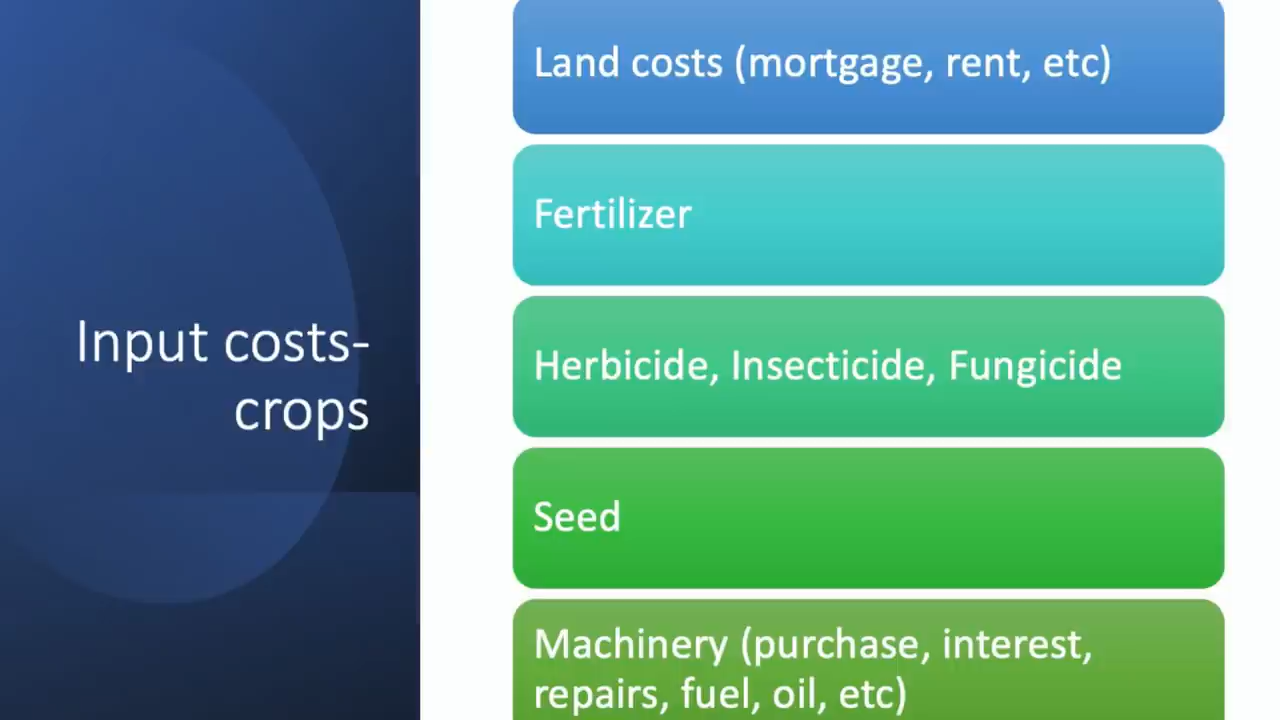 Input costs-
crops
Land costs (mortgage, rent, etc)
Fertilizer
Herbicide, Insecticide, Fungicide
Seed
Machinery (purchase, interest,
repairs, fuel, oil, etc)